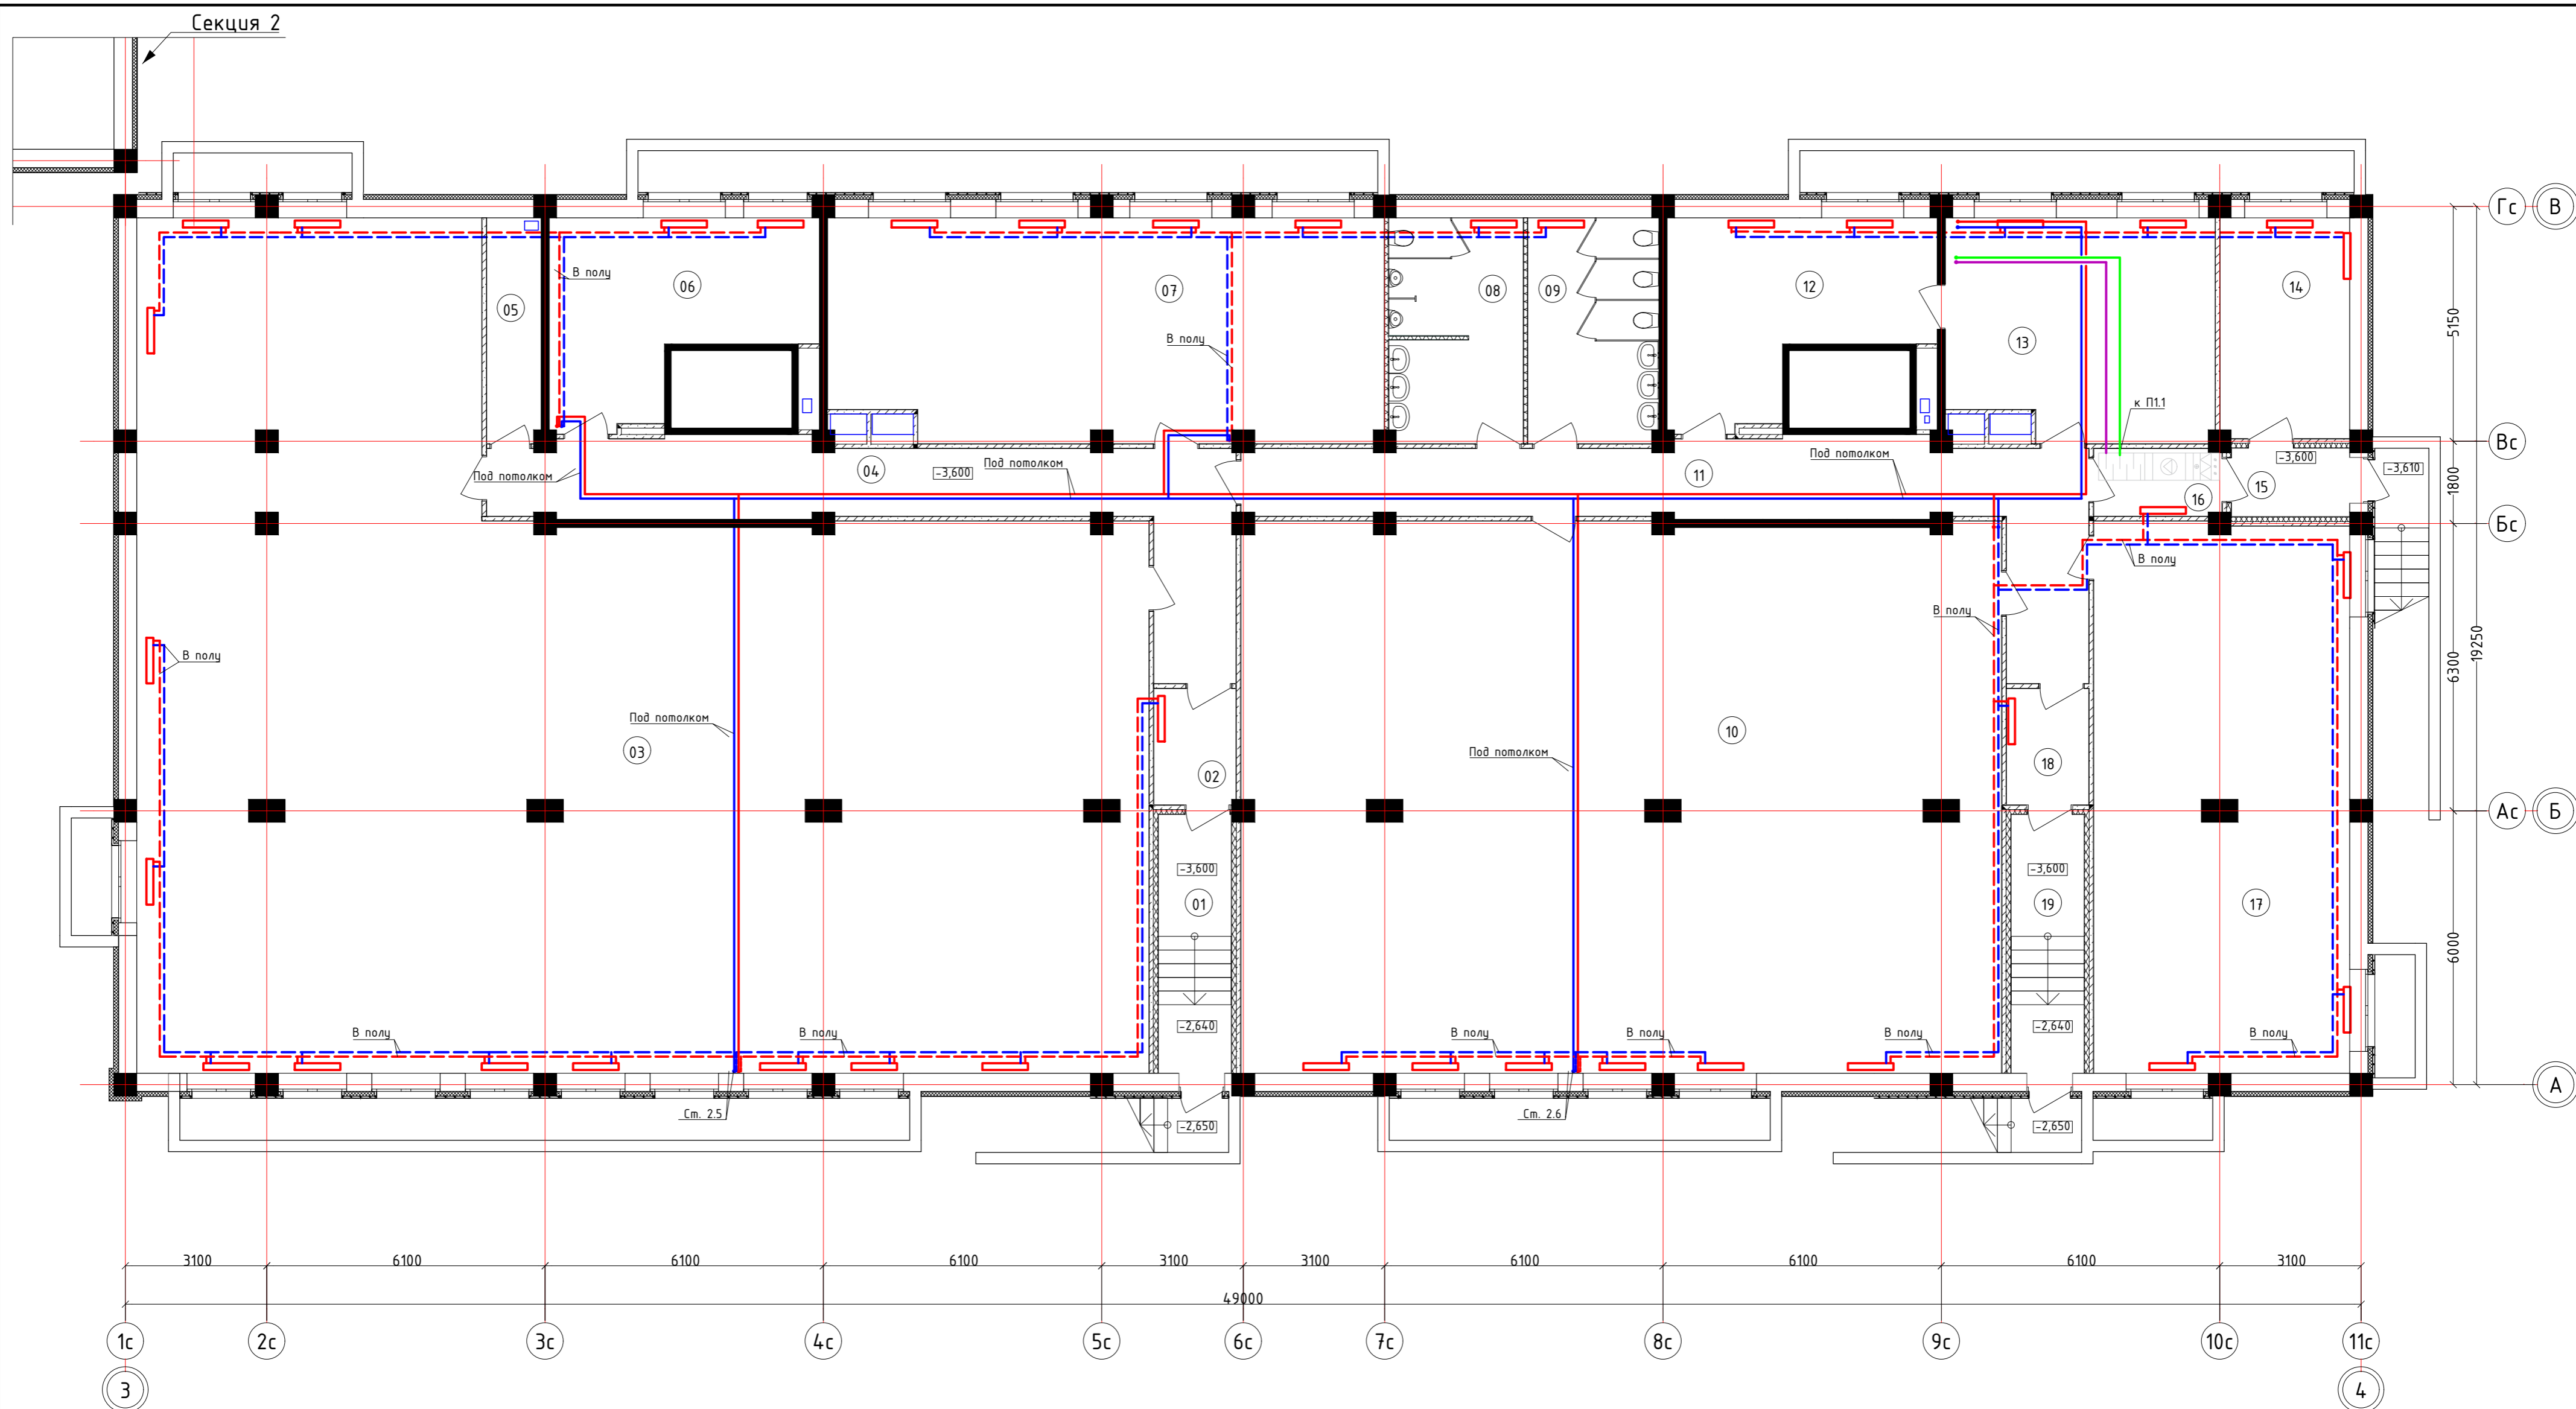 Секция 2
Гс
В
В полу
06
05
07
08
09
12
14
13
В полу
5150
к П1.1
Вс
04
-3,600
Под потолком
Под потолком
11
Под потолком
-3,600
-3,610
16
15
1800
Бс
В полу
В полу
В полу
6300
19250
Под потолком
03
10
Под потолком
02
18
Ас
Б
-3,600
-3,600
01
19
17
6000
-2,640
-2,640
В полу
В полу
В полу
В полу
В полу
В полу
А
Ст. 2.5
Ст. 2.6
-2,650
-2,650
3100
6100
6100
6100
3100
3100
6100
6100
6100
3100
49000
1с
2с
3с
4с
5с
6с
7с
8с
9с
10с
11с
3
4